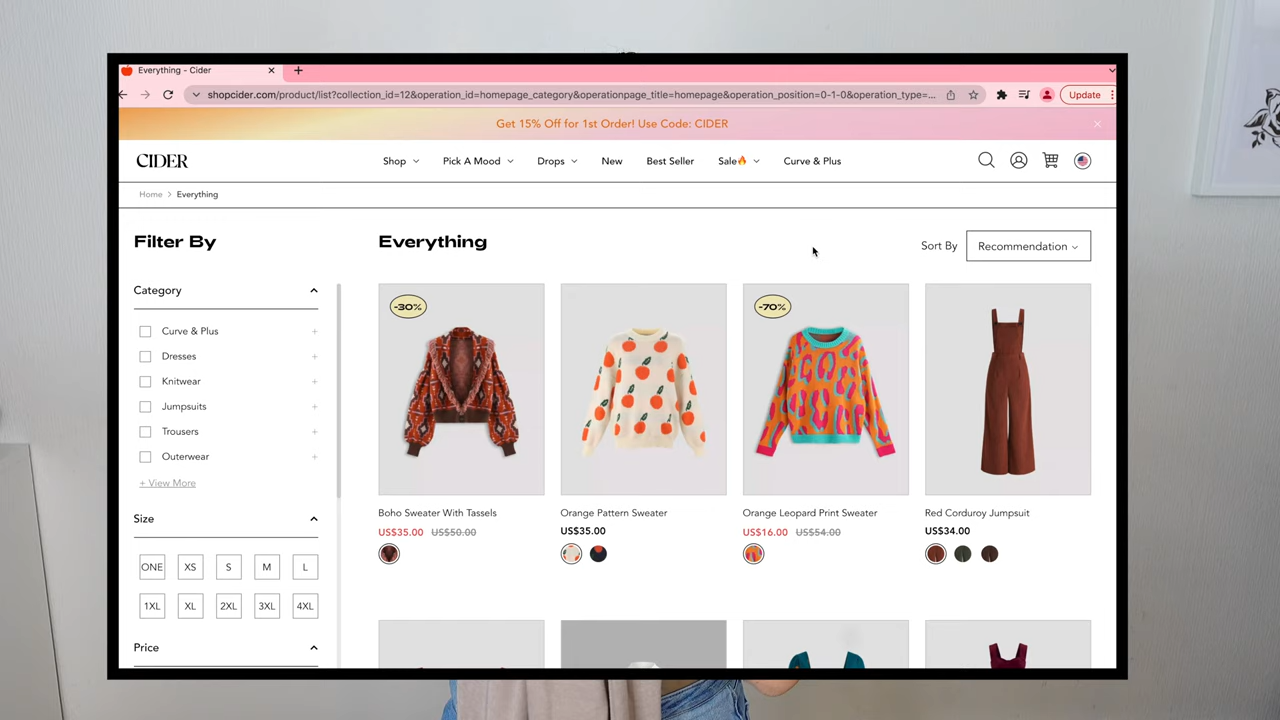 Everything - Cider
shopcider.com/product/list?collection_id=12&operation_id=homepage_category&operationpage_title=homepage&operation_position=0-1-0&operation_type=...
Update
Get 15% Off for 1st Order! Use Code: CIDER
CIDER
Shop
Pick A Mood
Drops
New
Best Seller
Sale🔥
Curve & Plus
Home > Everything
Filter By
Everything
Sort By
Recommendation
Category
Curve & Plus +
Dresses +
Knitwear +
Jumpsuits +
Trousers +
Outerwear +
+ View More
Size
ONE XS S M L
1XL XL 2XL 3XL 4XL
Price
-30%
Boho Sweater With Tassels
US$35.00 US$50.00
Orange Pattern Sweater
US$35.00
-70%
Orange Leopard Print Sweater
US$16.00 US$54.00
Red Corduroy Jumpsuit
US$34.00